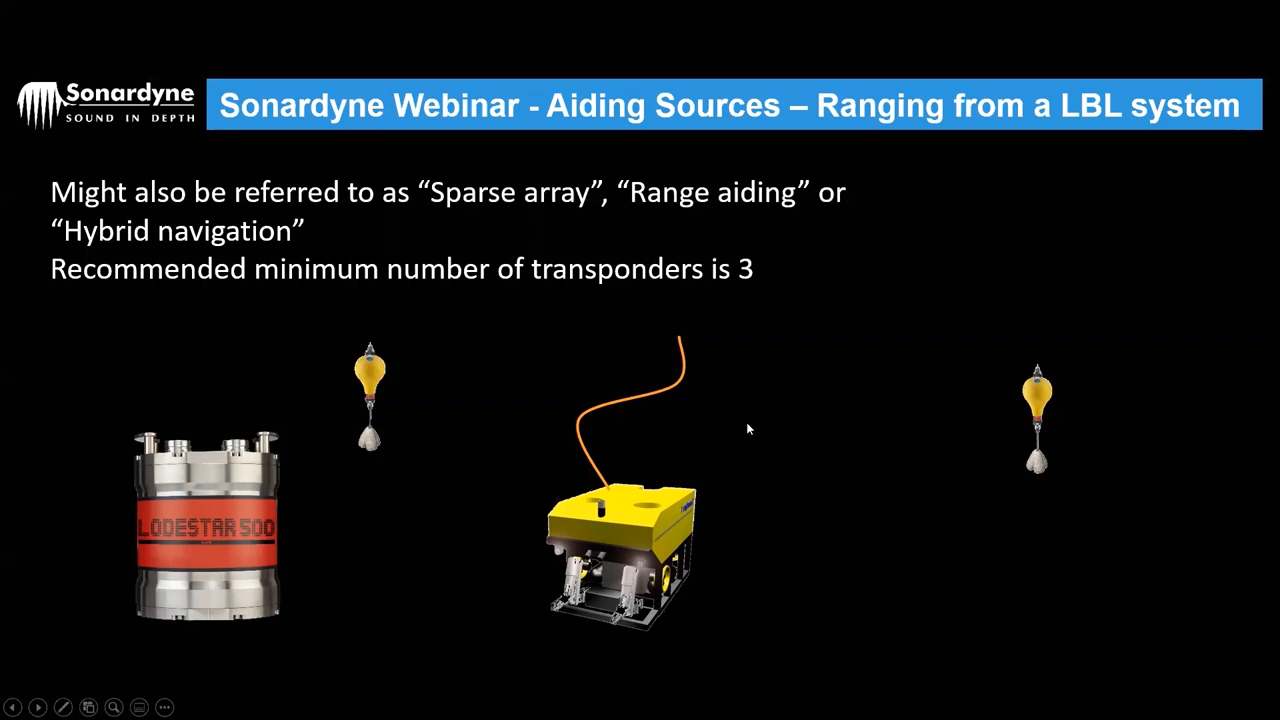 Sonardyne
SOUND IN DEPTH
Sonardyne Webinar - Aiding Sources – Ranging from a LBL system
Might also be referred to as “Sparse array”, “Range aiding” or
“Hybrid navigation”
Recommended minimum number of transponders is 3
LODESTAR 500